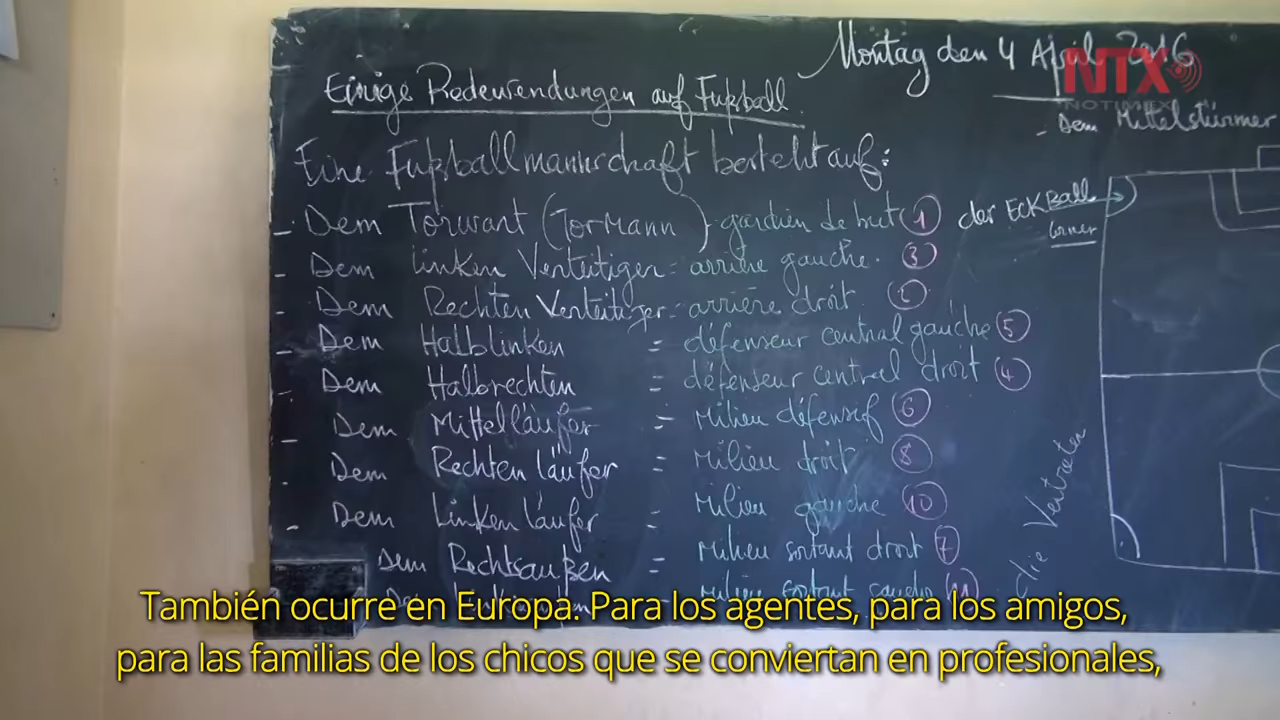 Montag den 4 April 2016
NTX
NOTIMEX
Einige Redewendungen auf Fußball
- Dem Mittelstürmer
Eine Fußballmannschaft besteht auf:
- Dem Torwart (TorMann) - gardien de but 1
der EckBall
Corner
- Dem Linken Verteitiger = arrière gauche. 3
- Dem Rechten Verteitiger = arrière droit. 2
- Dem Halblinken = défenseur central gauche 5
- Dem Halbrechten = défenseur central droit 4
- Dem Mittelläufer = Milieu défensif 6
- Dem Rechten läufer = Milieu droit 8
- Dem Linken läufer = Milieu gauche 10
Dem Rechtsaußen = Milieu sortant droit 7
die Vertreten
También ocurre en Europa. Para los agentes, para los amigos,
para las familias de los chicos que se conviertan en profesionales,